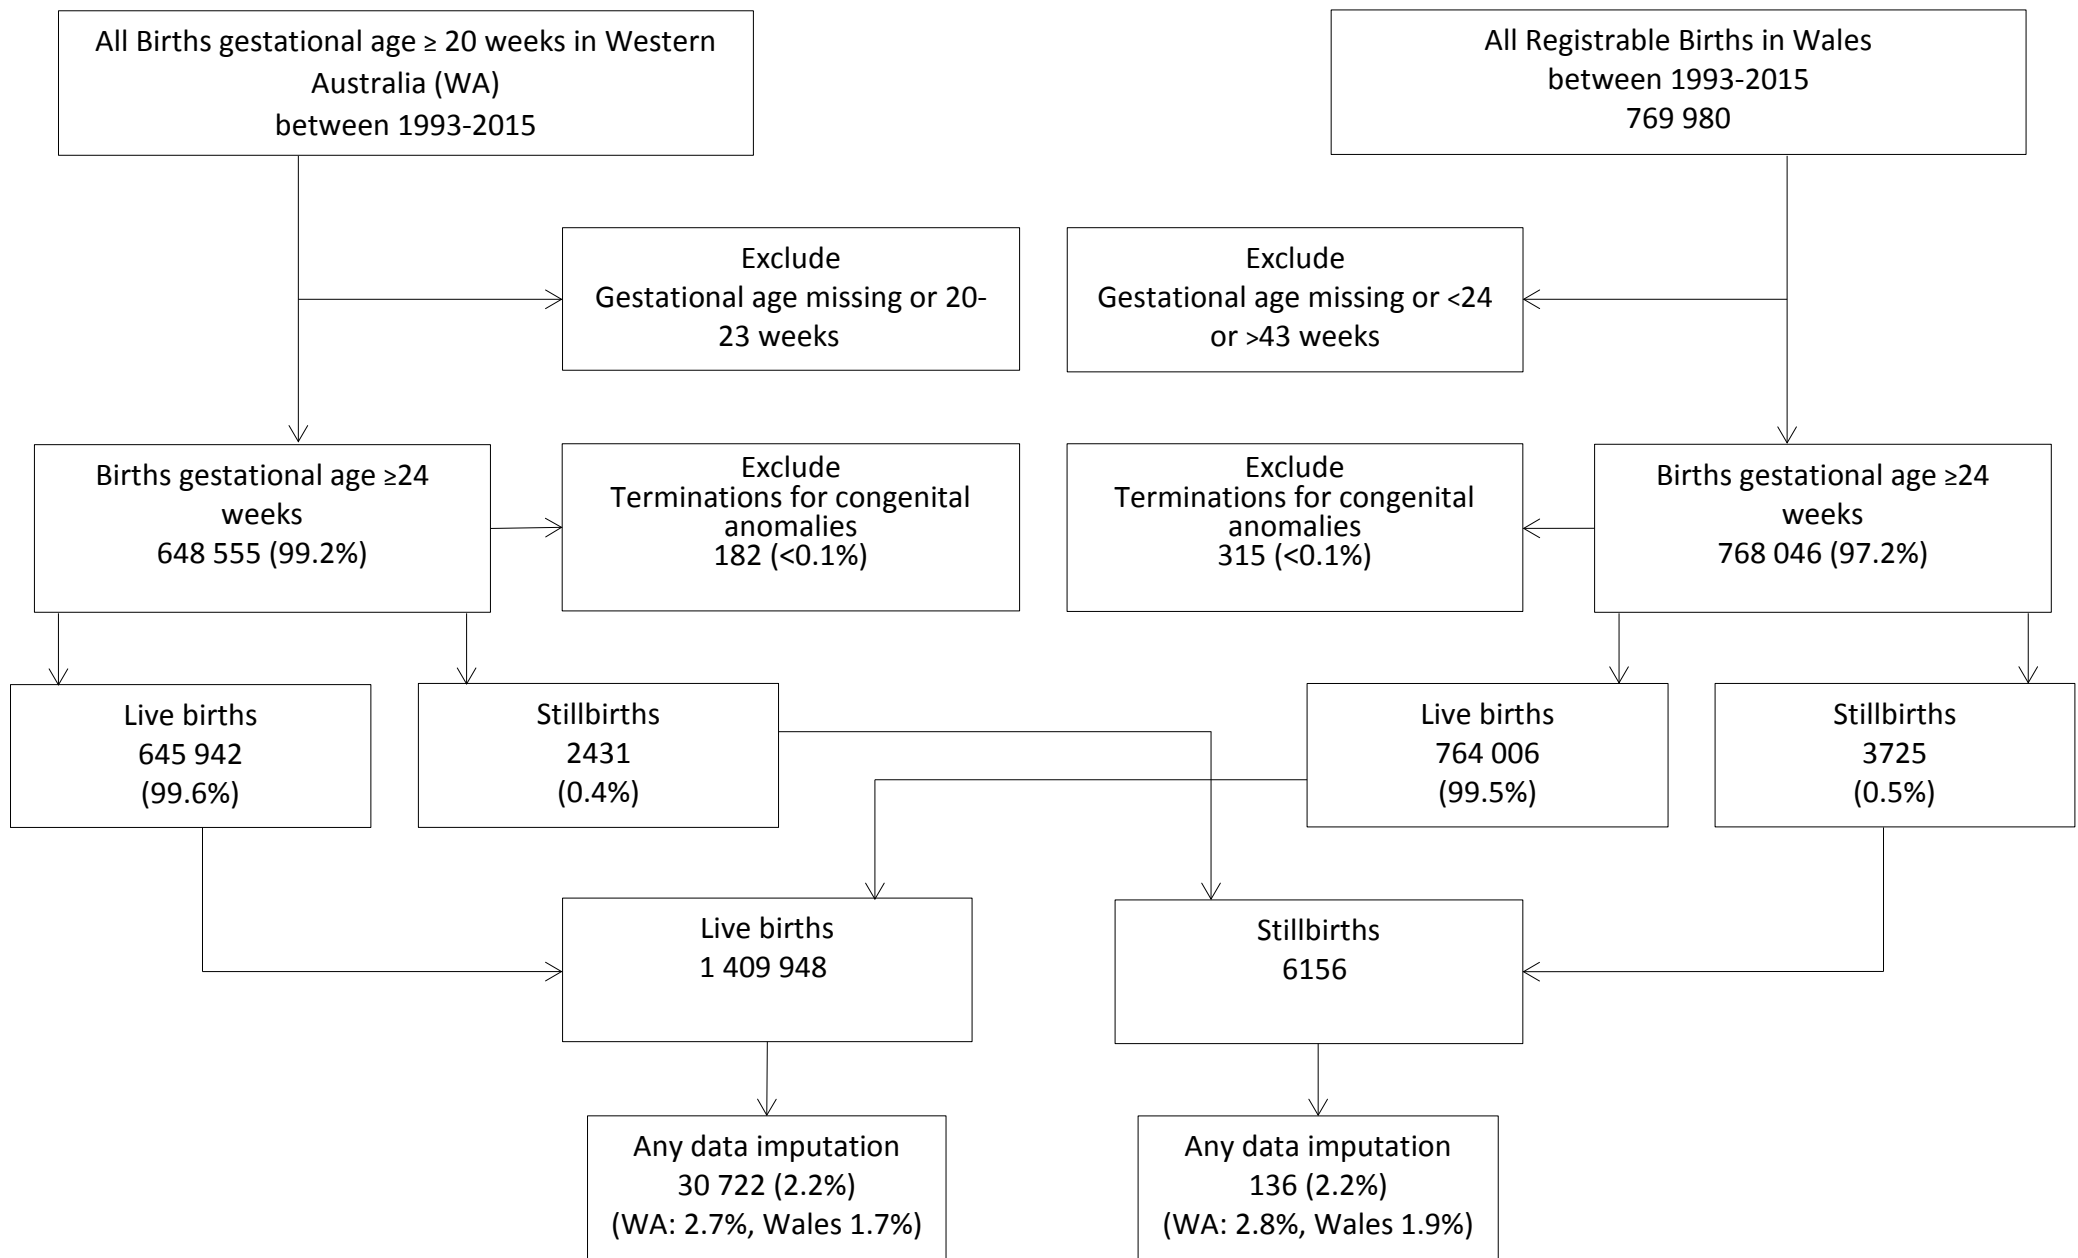 All Births gestational age ≥ 20 weeks in Western
Australia (WA)
between 1993-2015
All Registrable Births in Wales
between 1993-2015
769 980
Exclude
Gestational age missing or 20-
23 weeks
Exclude
Gestational age missing or <24
or >43 weeks
Births gestational age ≥24
weeks
648 555 (99.2%)
Exclude
Terminations for congenital
anomalies
182 (<0.1%)
Exclude
Terminations for congenital
anomalies
315 (<0.1%)
Births gestational age ≥24
weeks
768 046 (97.2%)
Live births
645 942
(99.6%)
Stillbirths
2431
(0.4%)
Live births
764 006
(99.5%)
Stillbirths
3725
(0.5%)
Live births
1 409 948
Stillbirths
6156
Any data imputation
30 722 (2.2%)
(WA: 2.7%, Wales 1.7%)
Any data imputation
136 (2.2%)
(WA: 2.8%, Wales 1.9%)